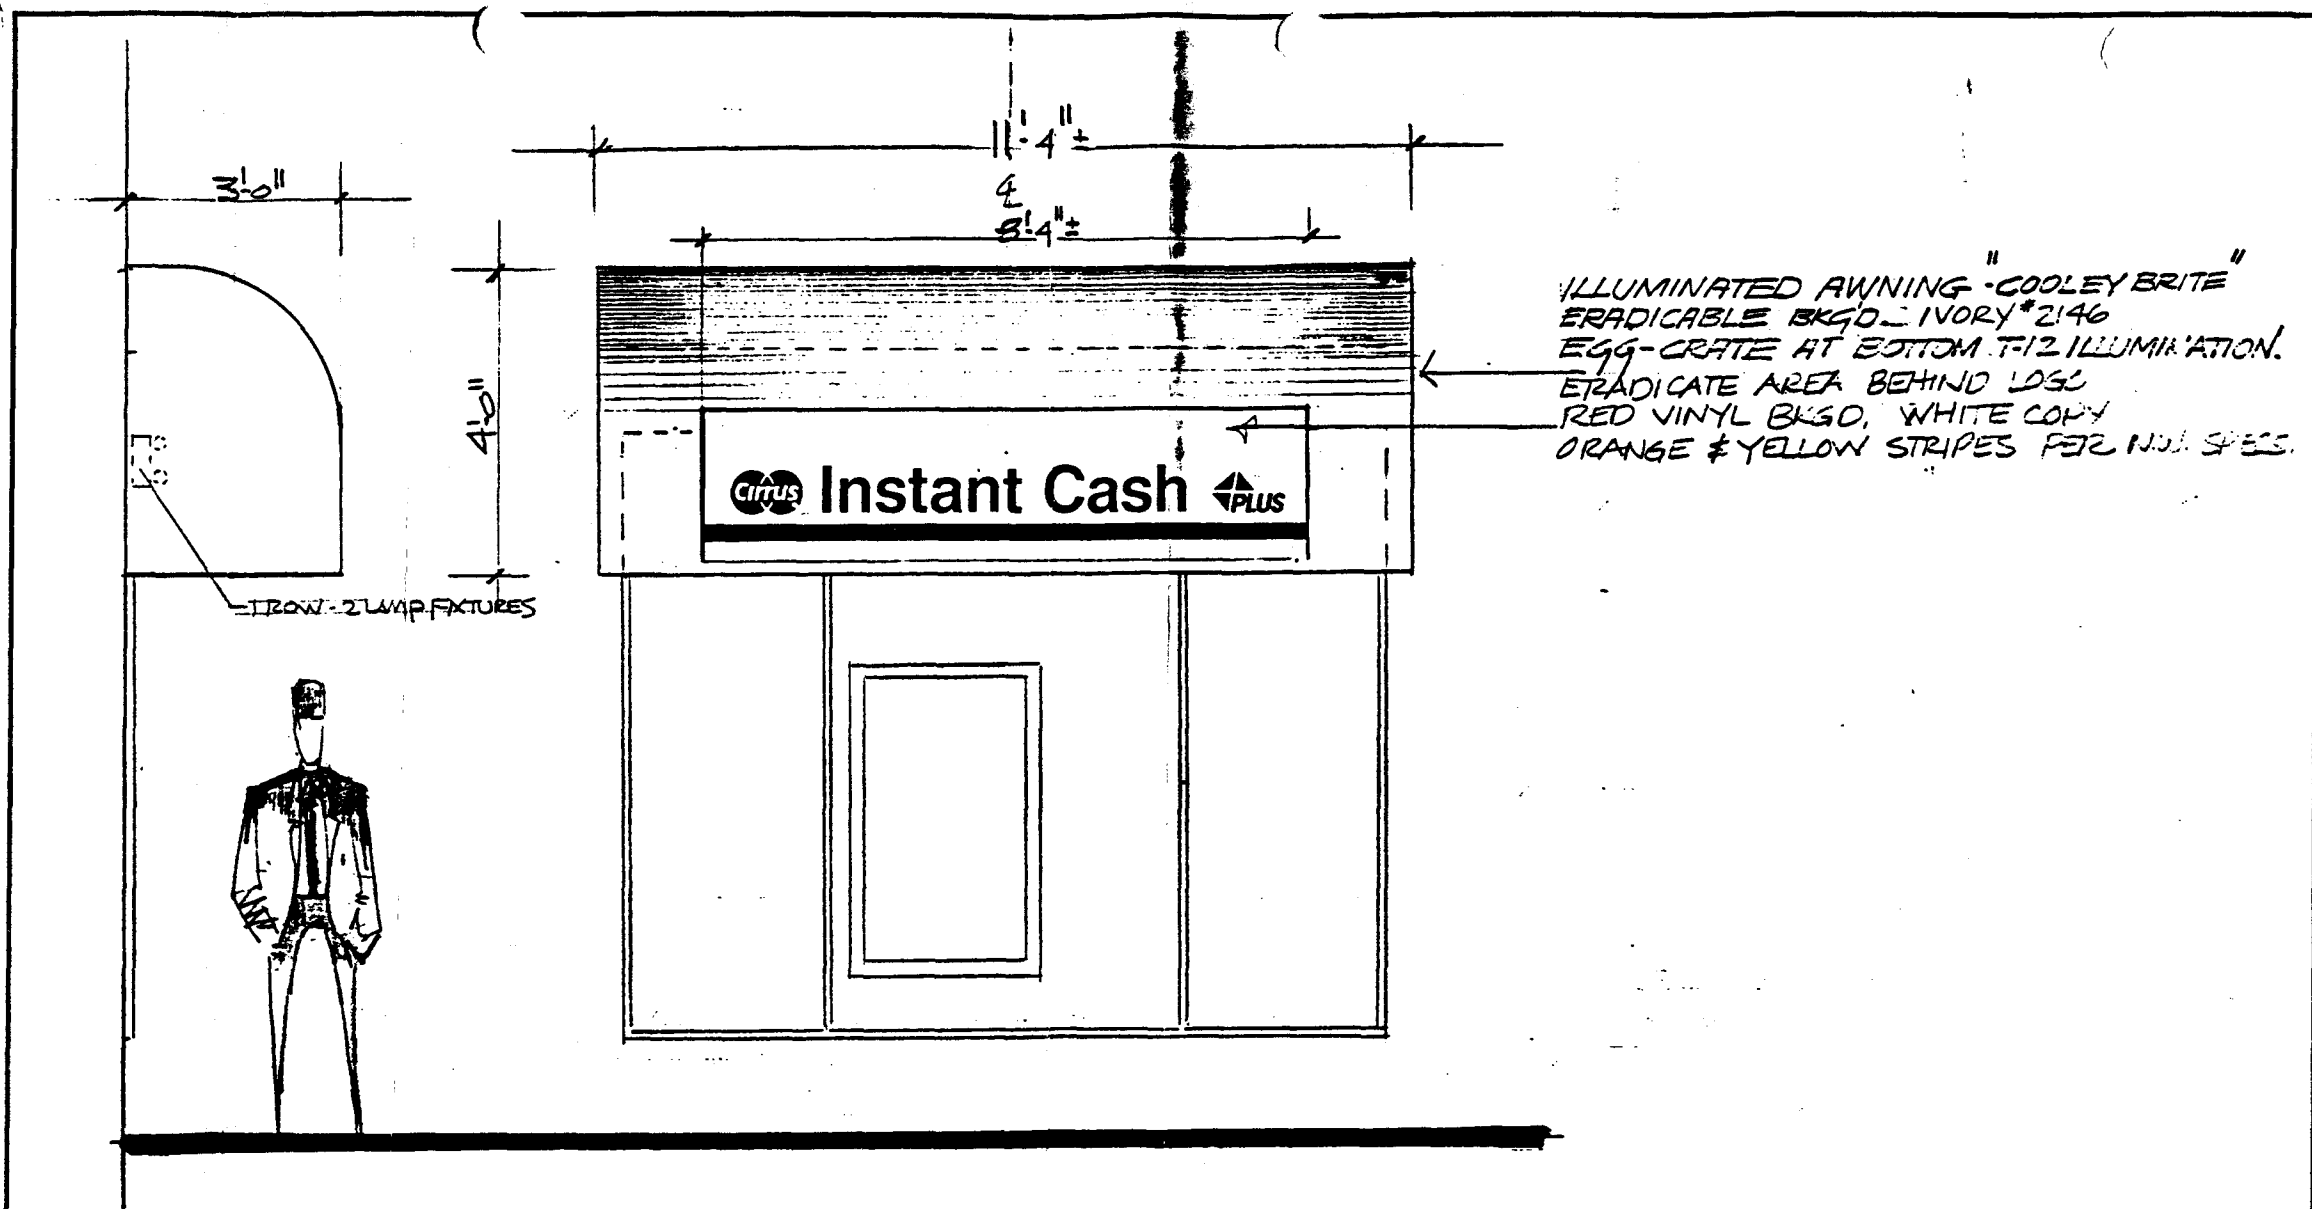 11'-4"±
3'-0"
℄
8'-4"±
ILLUMINATED AWNING - "COOLEY BRITE"
ERADICABLE BKGD - IVORY #2146
EGG-CRATE AT BOTTOM T-12 ILLUMINATION.
ERADICATE AREA BEHIND LOGO
RED VINYL BKGD, WHITE COPY
ORANGE & YELLOW STRIPES PER SPECS.
4'-0"
Cirrus Instant Cash PLUS
1 ROW - 2 LAMP FIXTURES